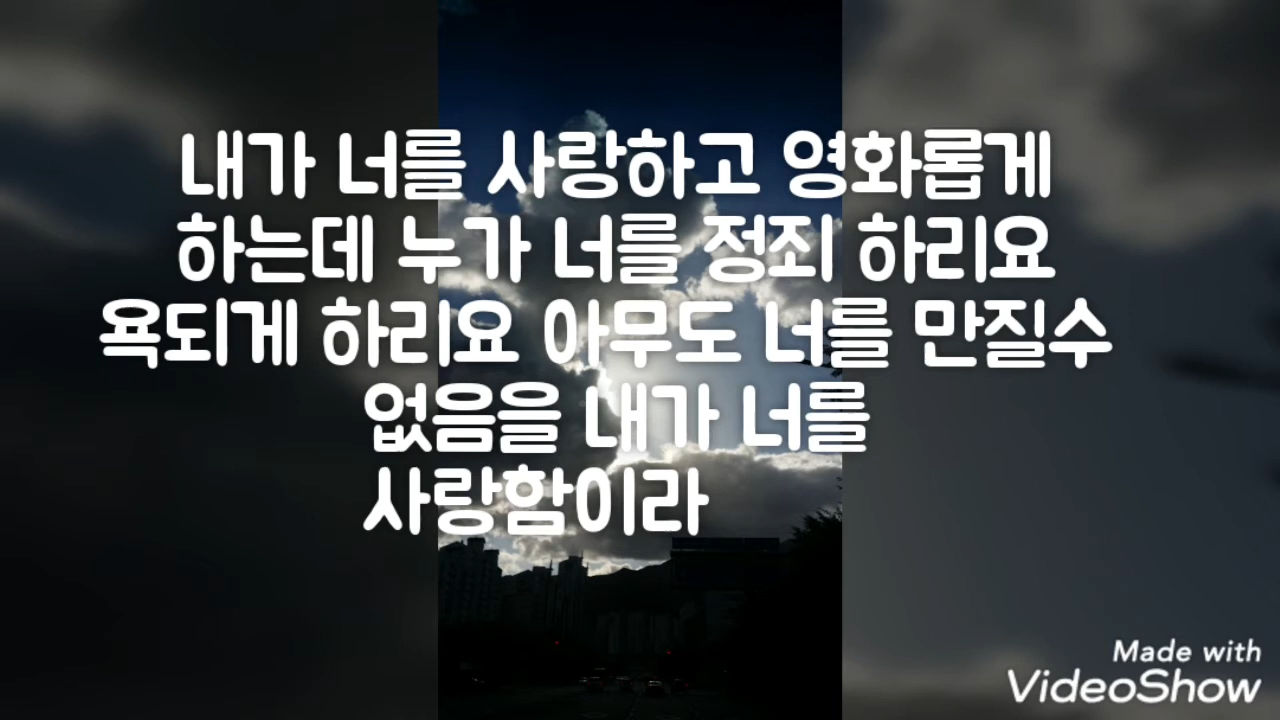 내가 너를 사랑하고 영화롭게
하는데 누가 너를 정죄 하리요
욕되게 하리요 아무도 너를 만질수
없음을 내가 너를
사랑함이라
Made with
VideoShow